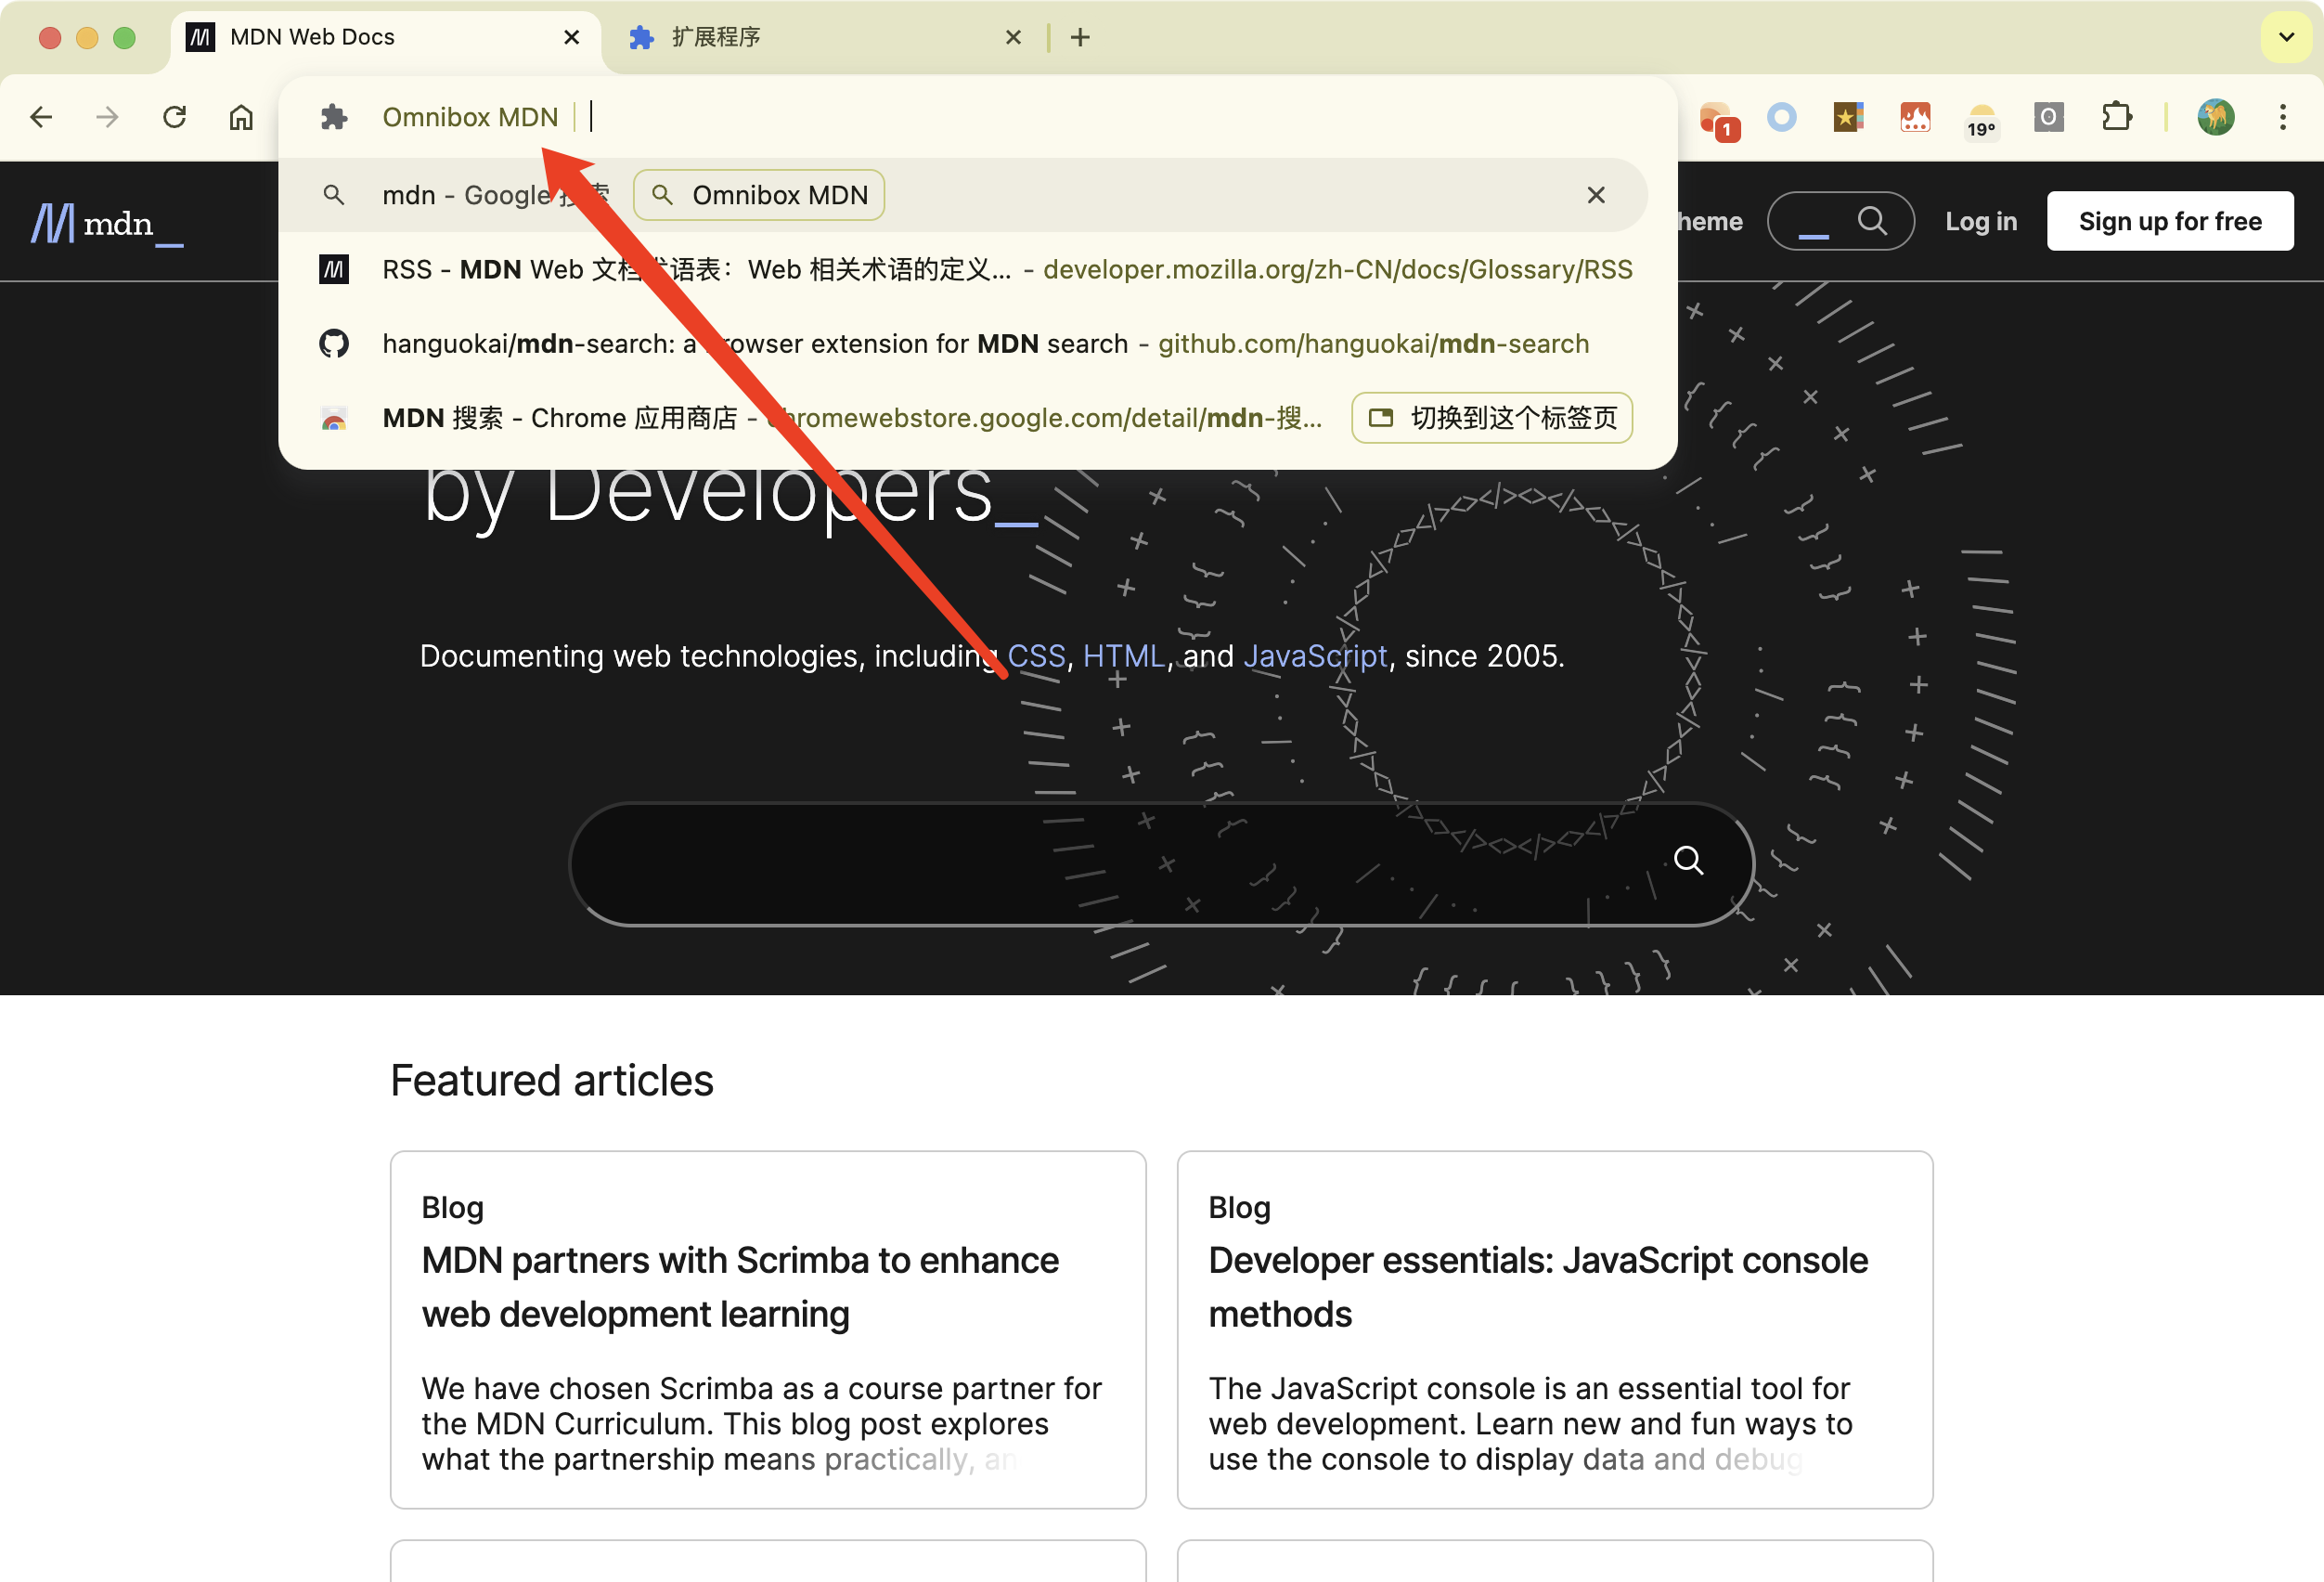 MDN Web Docs
扩展程序
Omnibox MDN
1
19°
O
mdn - Google 搜索 Omnibox MDN
RSS - MDN Web 文档术语表：Web 相关术语的定义... - developer.mozilla.org/zh-CN/docs/Glossary/RSS
hanguokai/mdn-search: a browser extension for MDN search - github.com/hanguokai/mdn-search
MDN 搜索 - Chrome 应用商店 - chromewebstore.google.com/detail/mdn-搜... 切换到这个标签页
mdn_
heme
Log in
Sign up for free
by Developers_
Documenting web technologies, including CSS, HTML, and JavaScript, since 2005.
Featured articles
Blog
MDN partners with Scrimba to enhance
web development learning
We have chosen Scrimba as a course partner for
the MDN Curriculum. This blog post explores
what the partnership means practically, an
Blog
Developer essentials: JavaScript console
methods
The JavaScript console is an essential tool for
web development. Learn new and fun ways to
use the console to display data and debug